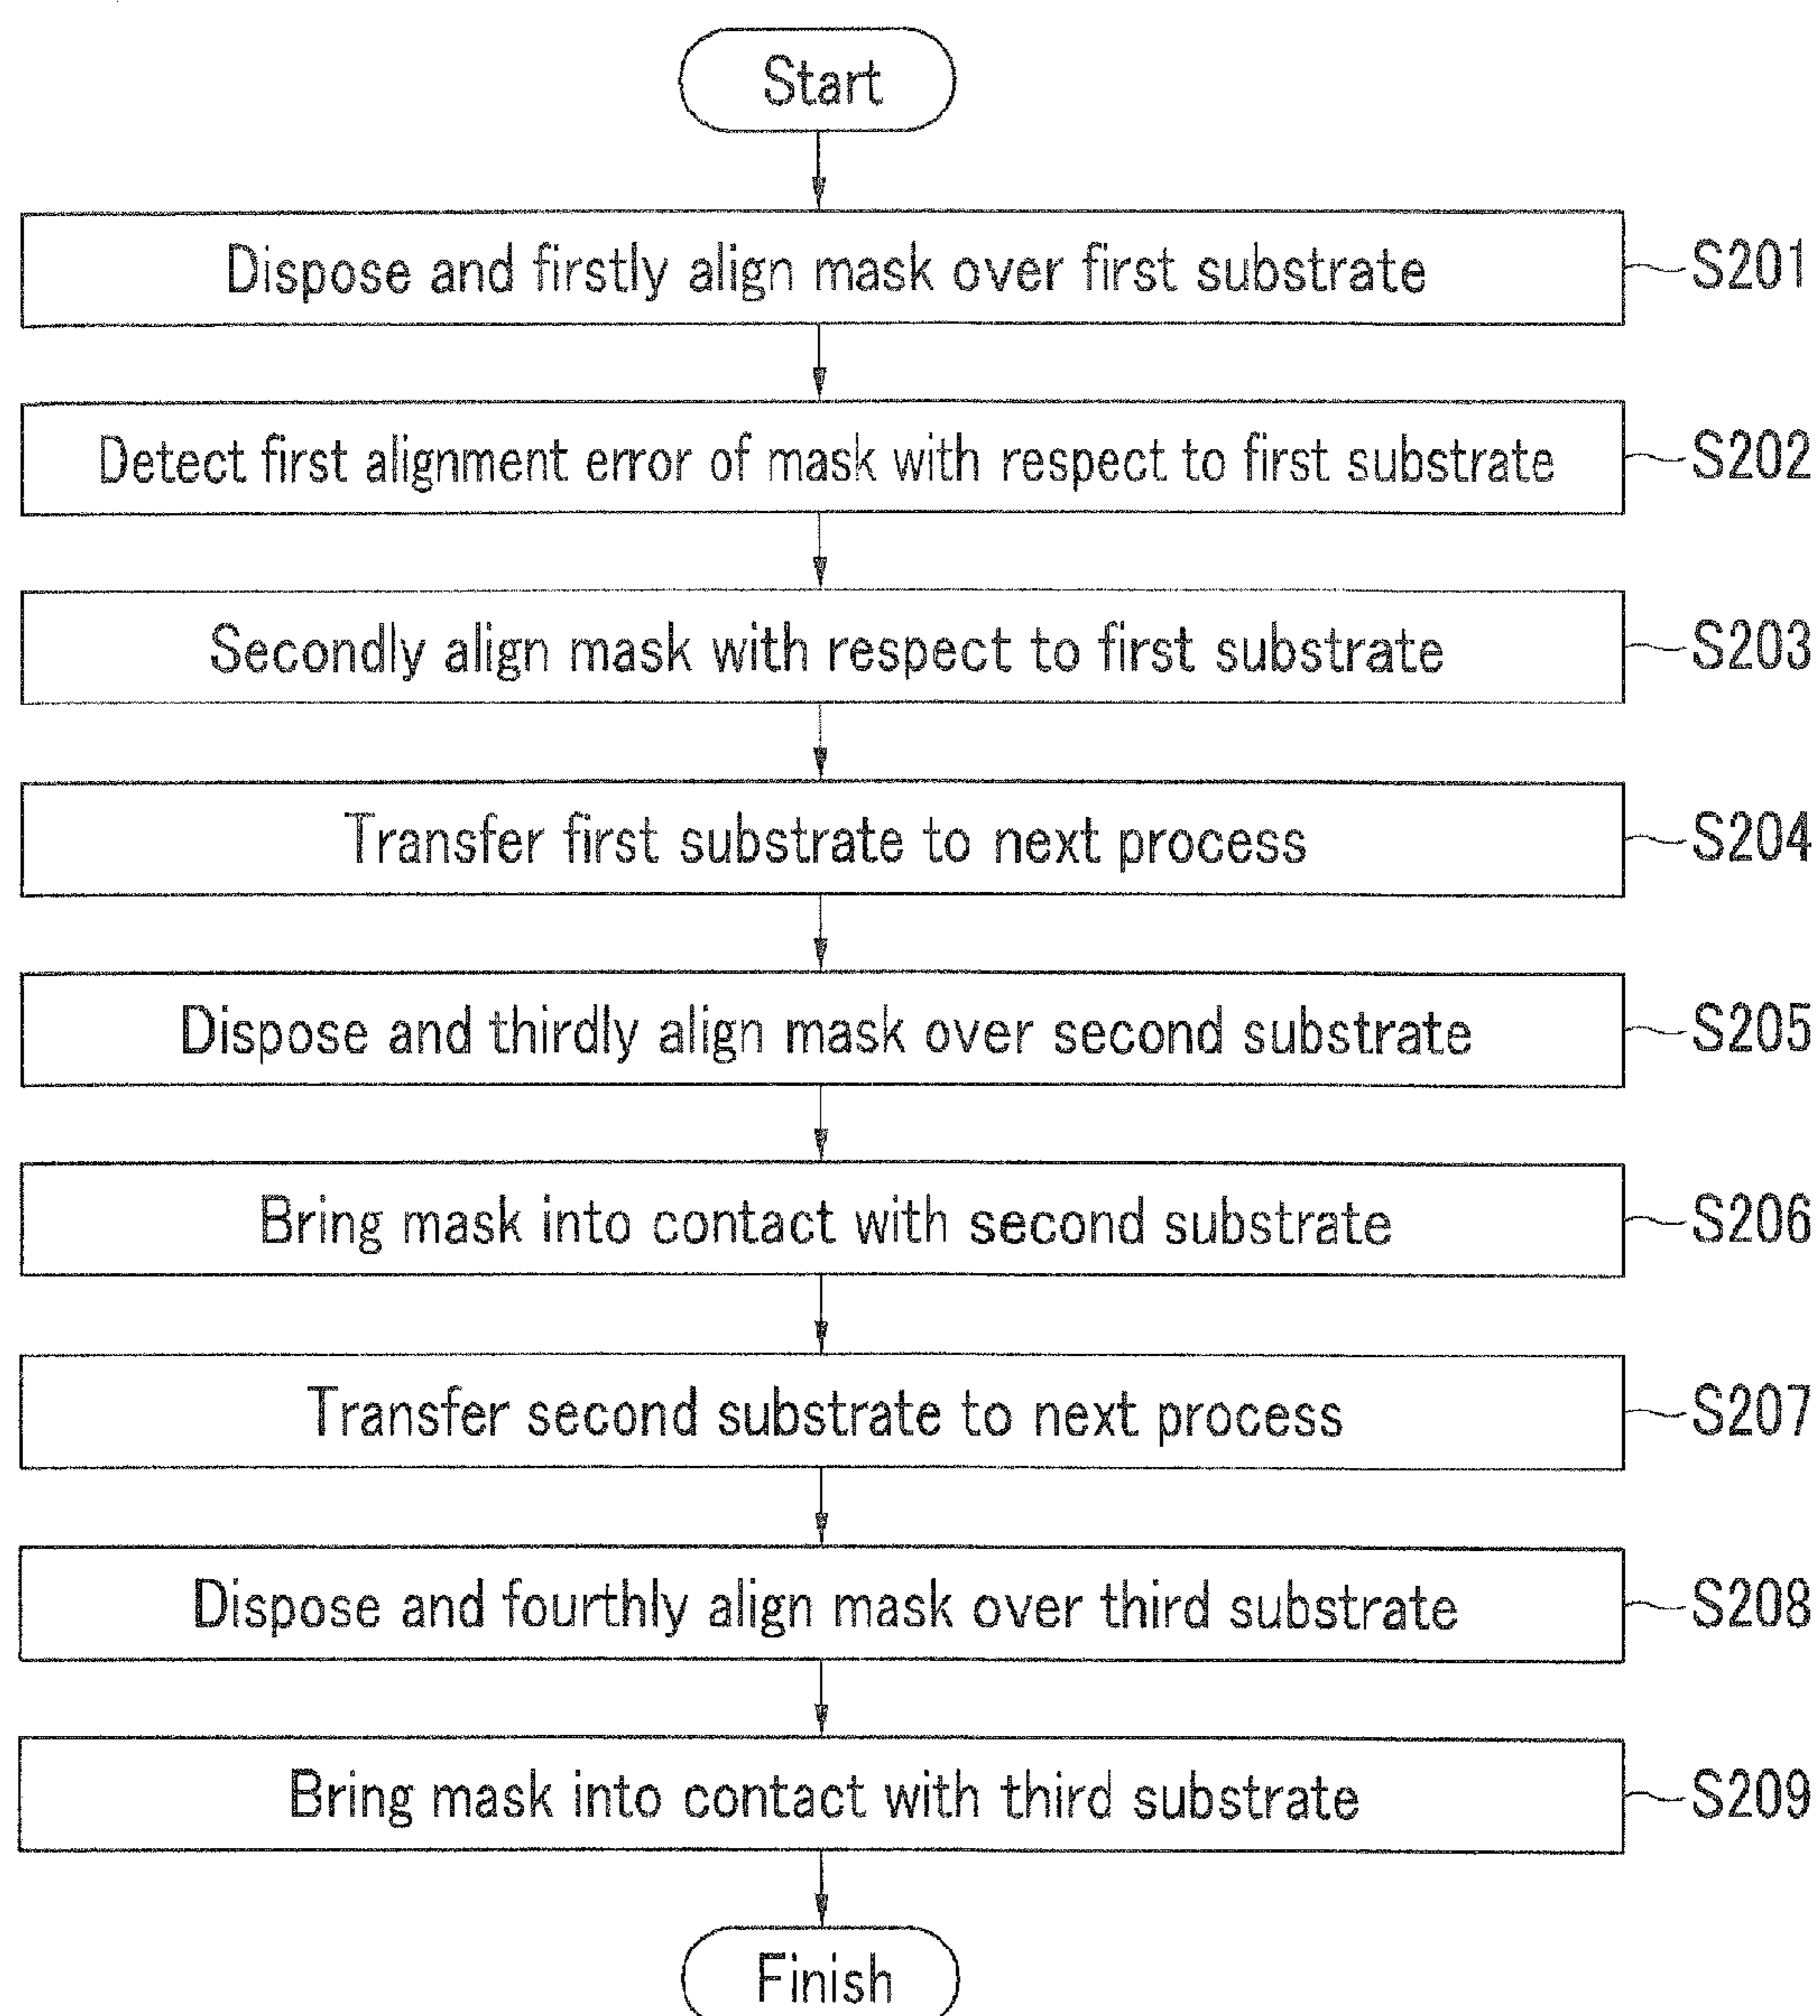 Start
Dispose and firstly align mask over first substrate S201
Detect first alignment error of mask with respect to first substrate S202
Secondly align mask with respect to first substrate S203
Transfer first substrate to next process S204
Dispose and thirdly align mask over second substrate S205
Bring mask into contact with second substrate S206
Transfer second substrate to next process S207
Dispose and fourthly align mask over third substrate S208
Bring mask into contact with third substrate S209
Finish